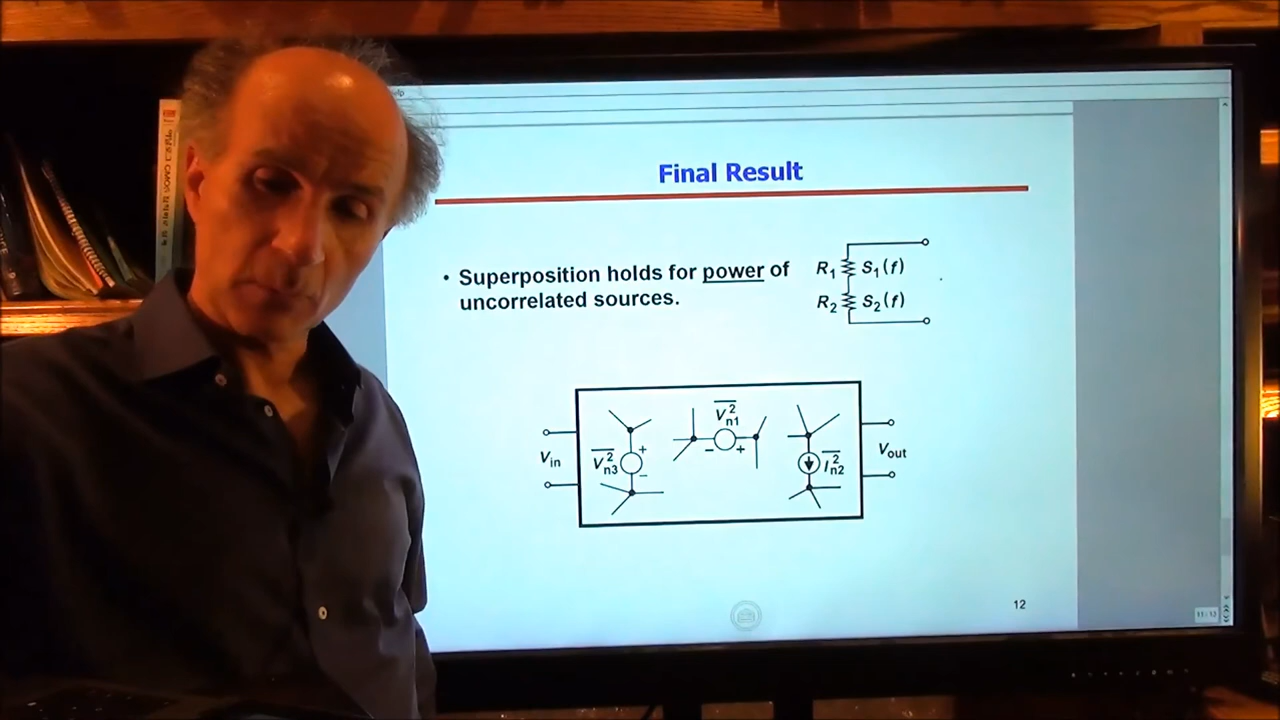 elp
Final Result
• Superposition holds for power of
uncorrelated sources.
R1 S1(f)
R2 S2(f)
Vin
V²n3
+
−
V²n1
−
+
I²n2
Vout
12